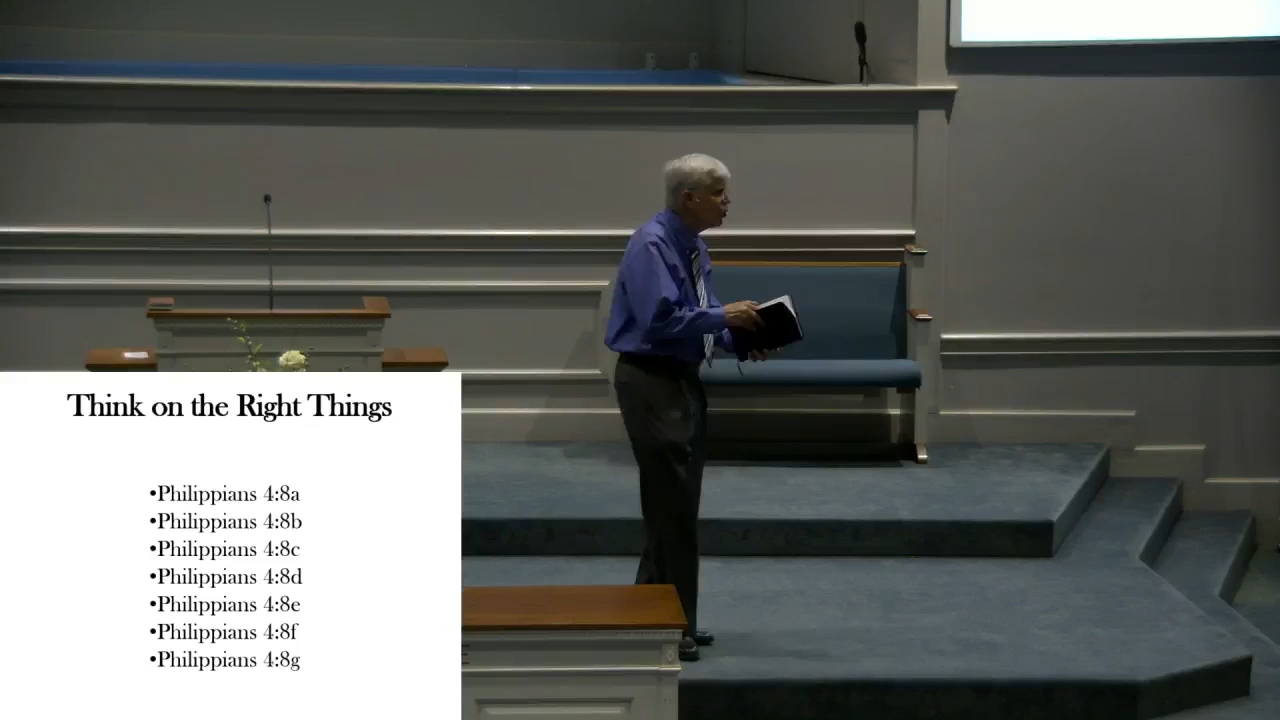 Think on the Right Things
•Philippians 4:8a
•Philippians 4:8b
•Philippians 4:8c
•Philippians 4:8d
•Philippians 4:8e
•Philippians 4:8f
•Philippians 4:8g